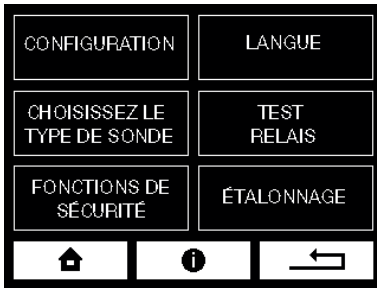 CONFIGURATION
LANGUE
CHOISISSEZ LE
TYPE DE SONDE
TEST
RELAIS
FONCTIONS DE
SÉCURITÉ
ÉTALONNAGE